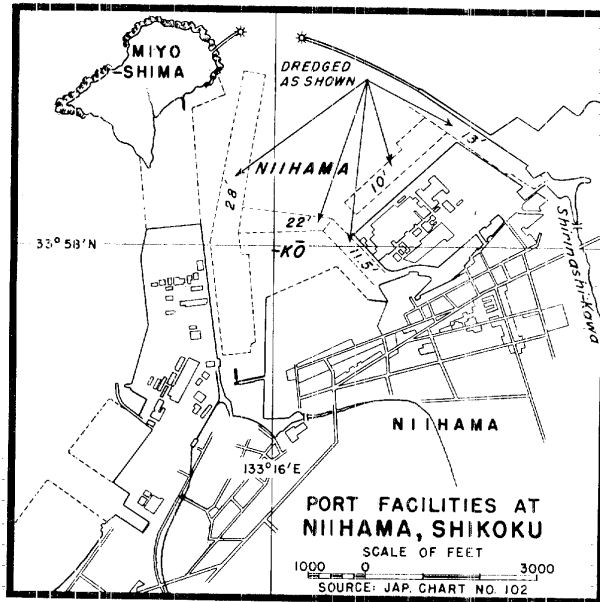 MIYO
-SHIMA
DREDGED
AS SHOWN
13'
NIIHAMA
10'
28
22'
33° 58' N
-KŌ
11.5'
Shirinashi-Kawa
NIIHAMA
133° 16' E
PORT FACILITIES AT
NIIHAMA, SHIKOKU
SCALE OF FEET
1000 0 3000
SOURCE: JAP. CHART NO. 102